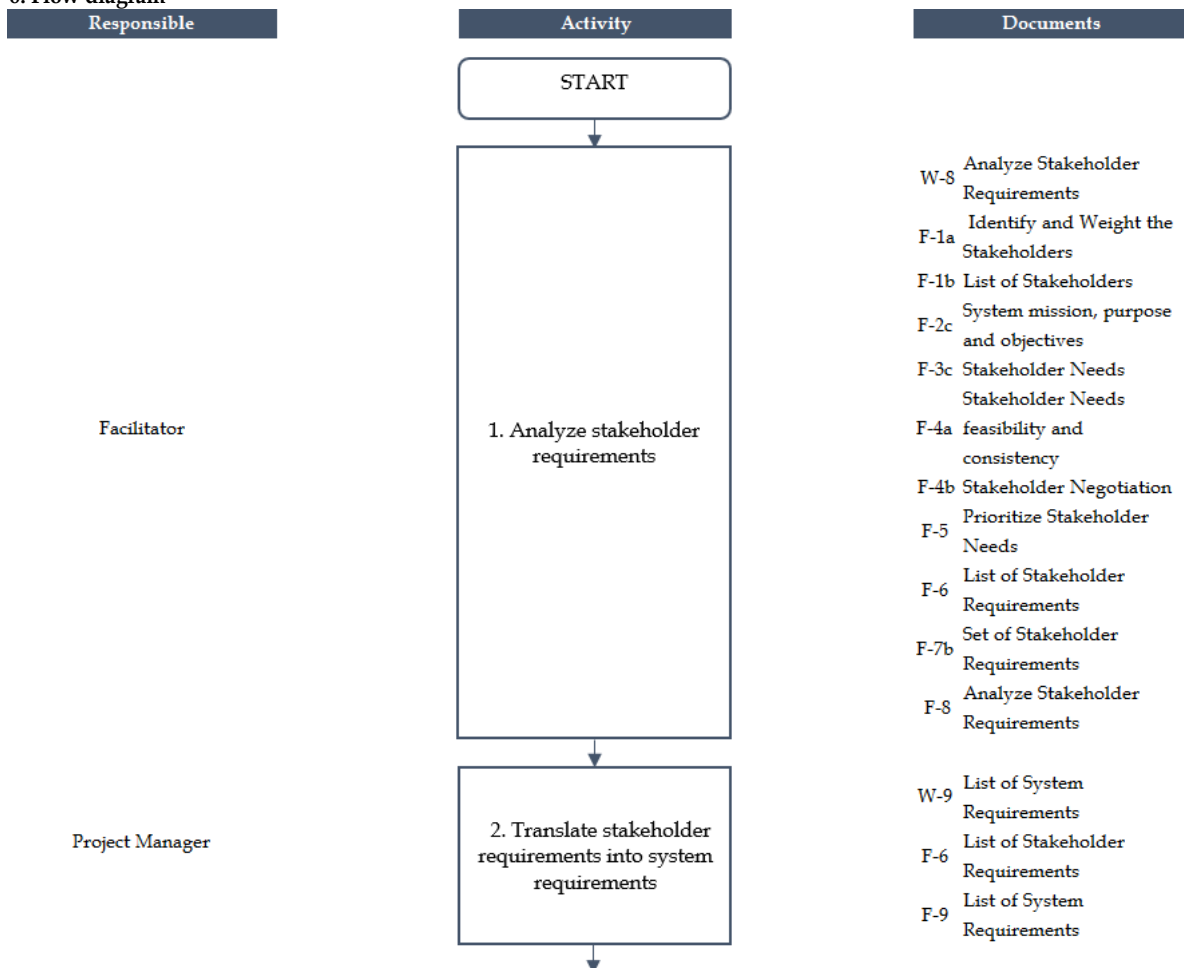 6. Flow diagram
Responsible
Activity
Documents
START
Facilitator
1. Analyze stakeholder
requirements
W-8 Analyze Stakeholder
Requirements
F-1a Identify and Weight the
Stakeholders
F-1b List of Stakeholders
F-2c System mission, purpose
and objectives
F-3c Stakeholder Needs
Stakeholder Needs
F-4a feasibility and
consistency
F-4b Stakeholder Negotiation
F-5 Prioritize Stakeholder
Needs
F-6 List of Stakeholder
Requirements
F-7b Set of Stakeholder
Requirements
F-8 Analyze Stakeholder
Requirements
Project Manager
2. Translate stakeholder
requirements into system
requirements
W-9 List of System
Requirements
F-6 List of Stakeholder
Requirements
F-9 List of System
Requirements